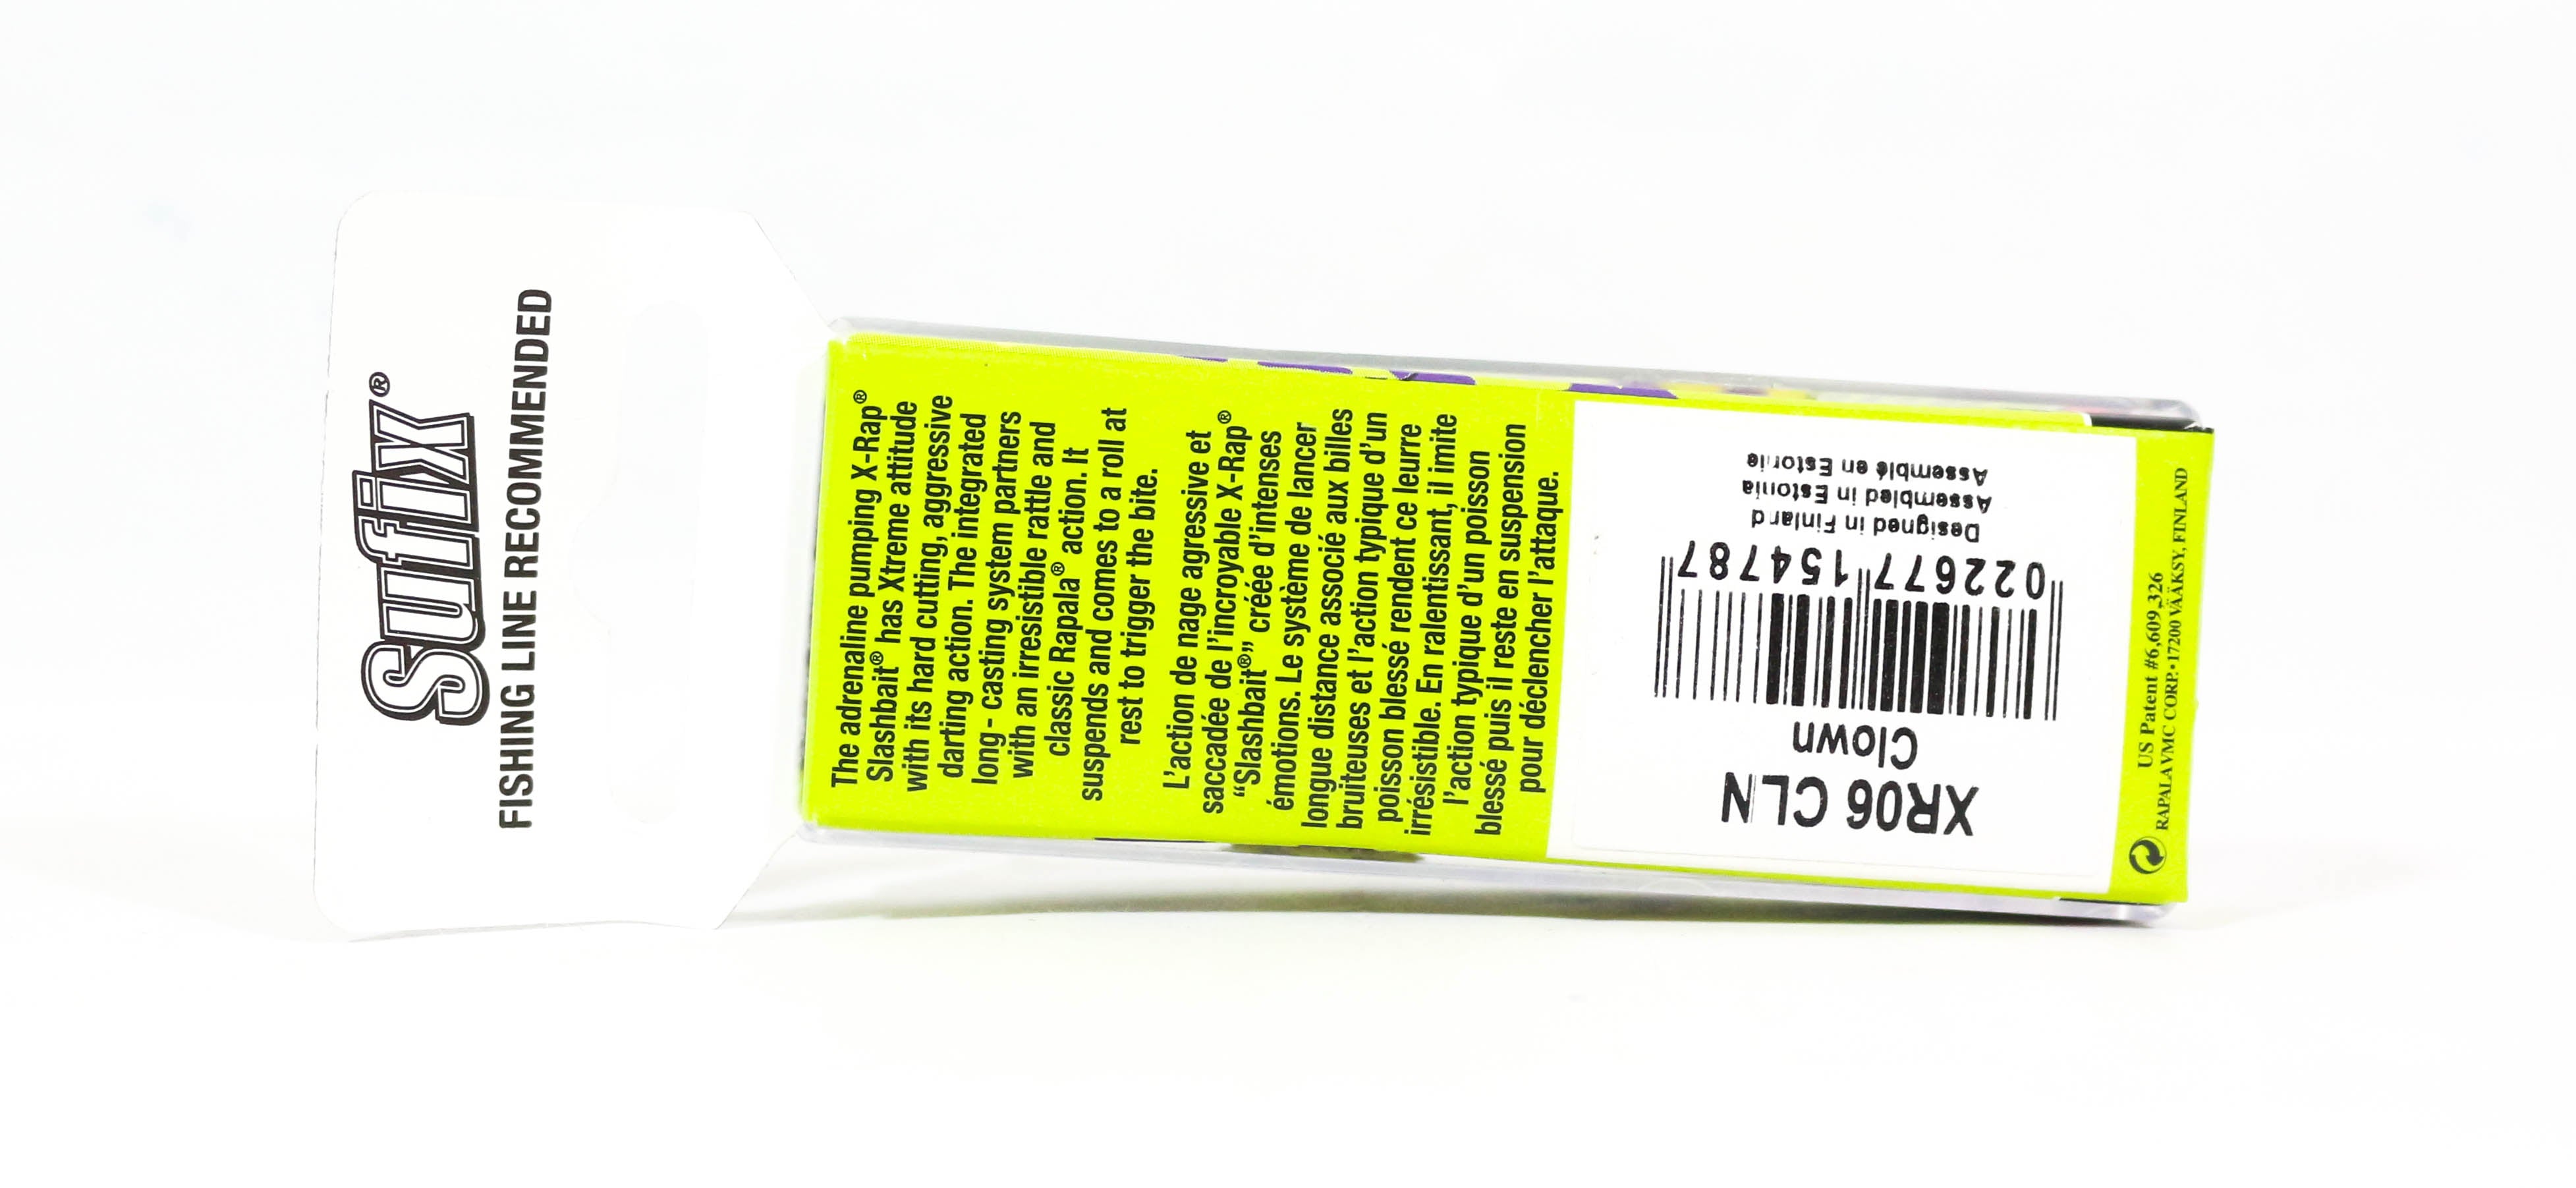 Sufix®
FISHING LINE RECOMMENDED
The adrenaline pumping X-Rap®
Slashbait® has Xtreme attitude
with its hard cutting, aggressive
darting action. The integrated
long - casting system partners
with an irresistible rattle and
classic Rapala® action. It
suspends and comes to a roll at
rest to trigger the bite.
L'action de nage agressive et
saccadée de l'incroyable X-Rap®
“Slashbait®” créée d'intenses
émotions. Le système de lancer
longue distance associé aux billes
bruiteuses et l'action typique d'un
poisson blessé rendent ce leurre
irrésistible. En ralentissant, il imite
l'action typique d'un poisson
blessé puis il reste en suspension
pour déclencher l'attaque.
XR06 CLN
Clown
022677 154787
Designed in Finland
Assembled in Estonia
Assemblé en Estonie
US Patent #6,609,326
RAPALA VMC CORP.•17200 VÄÄKSY, FINLAND